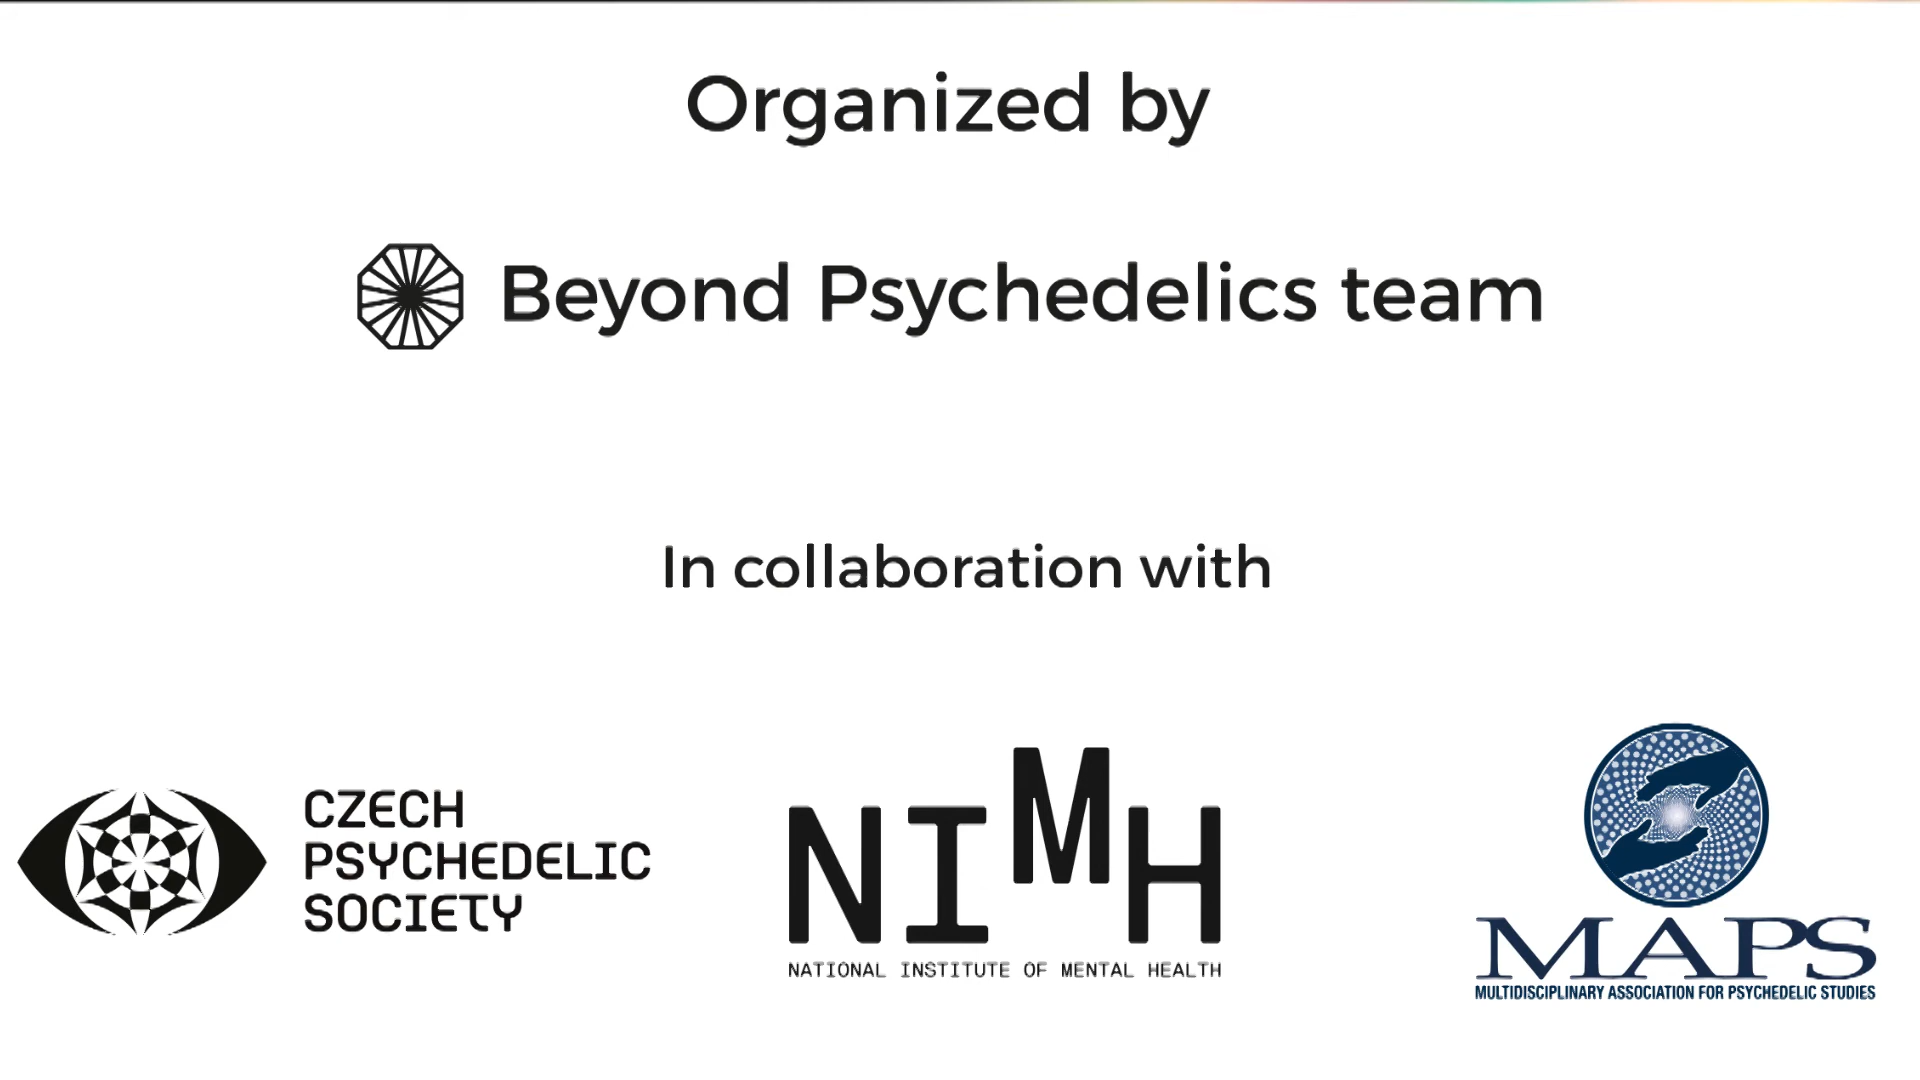 Organized by
Beyond Psychedelics team
In collaboration with
CZECH
PSYCHEDELIC
SOCIETY
NIMH
NATIONAL INSTITUTE OF MENTAL HEALTH
MAPS
MULTIDISCIPLINARY ASSOCIATION FOR PSYCHEDELIC STUDIES